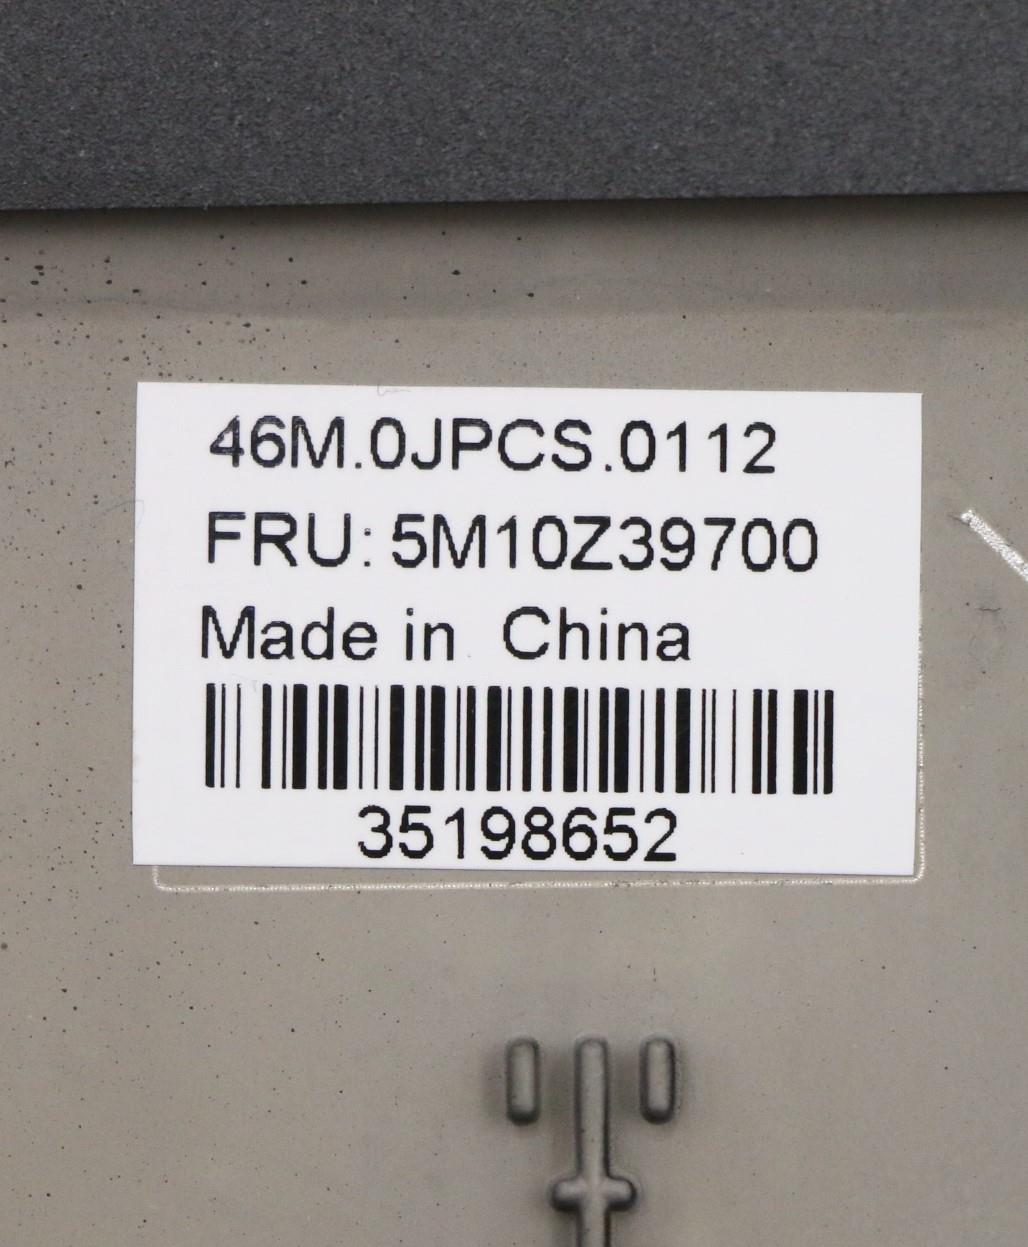 46M.0JPCS.0112
FRU: 5M10Z39700
Made in China
35198652